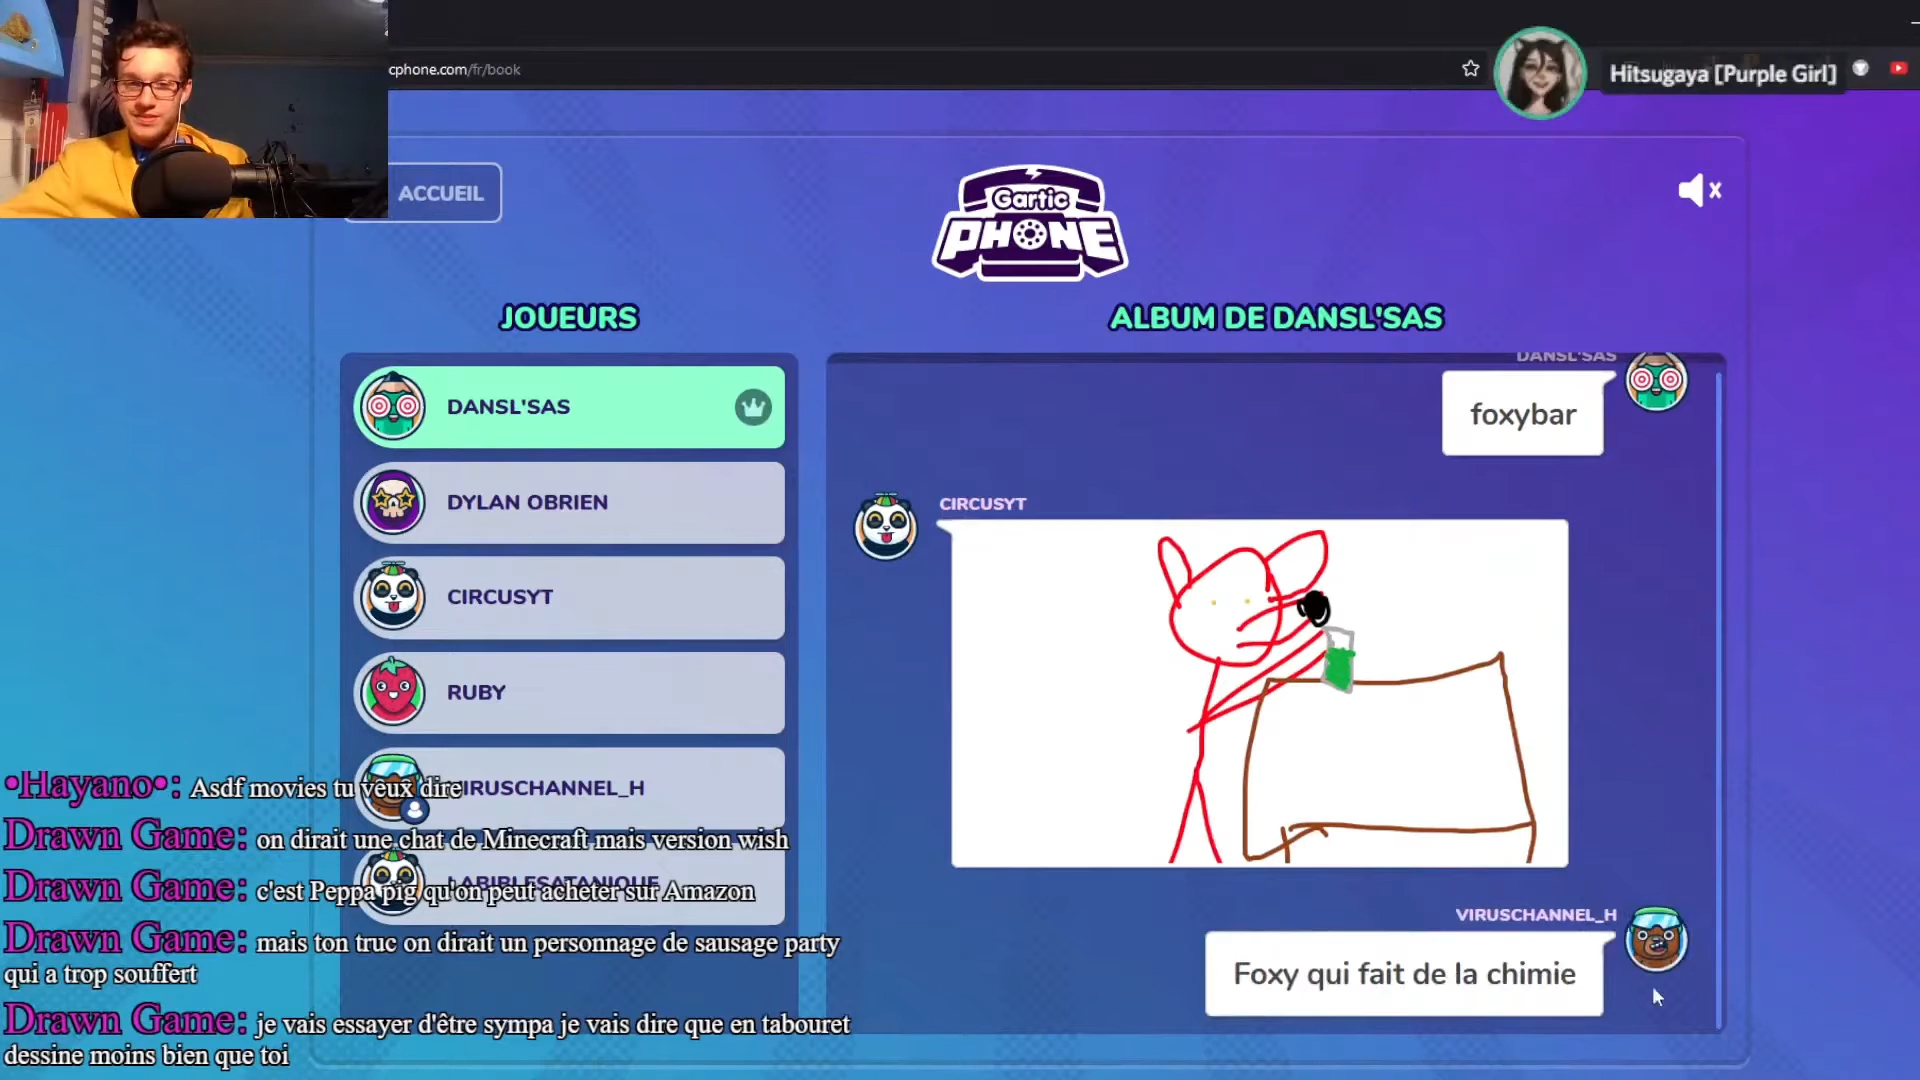 cphone.com/fr/book
Hitsugaya [Purple Girl]
ACCUEIL
Gartic
PHONE
JOUEURS
ALBUM DE DANSL'SAS
DANSL'SAS
DYLAN OBRIEN
CIRCUSYT
RUBY
VIRUSCHANNEL_H
LABIBLESATANIQUE
DANSL'SAS
foxybar
CIRCUSYT
VIRUSCHANNEL_H
Foxy qui fait de la chimie
•Hayano•: Asdf movies tu veux dire
Drawn Game: on dirait une chat de Minecraft mais version wish
Drawn Game: c'est Peppa pig qu'on peut acheter sur Amazon
Drawn Game: mais ton truc on dirait un personnage de sausage party
qui a trop souffert
Drawn Game: je vais essayer d'être sympa je vais dire que en tabouret
dessine moins bien que toi